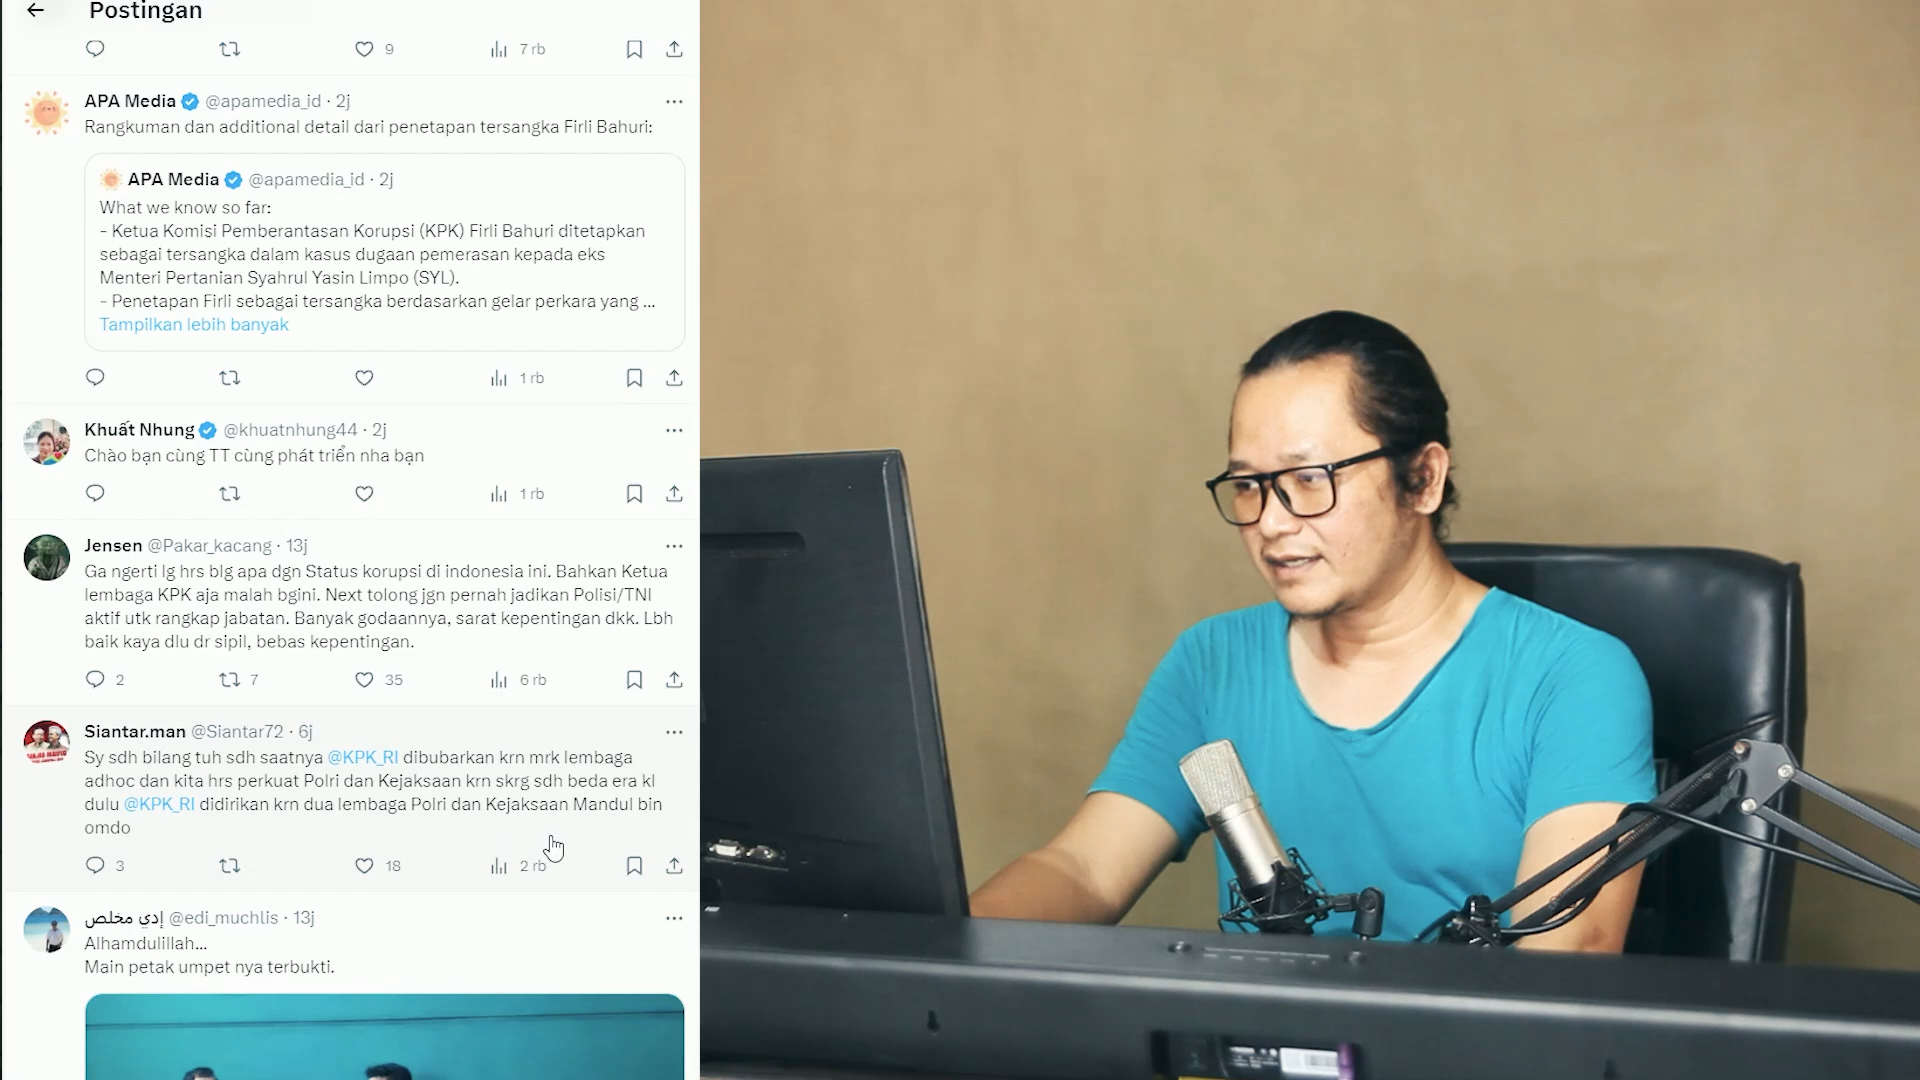 Postingan
9
7 rb
APA Media @apamedia_id · 2j
Rangkuman dan additional detail dari penetapan tersangka Firli Bahuri:
APA Media @apamedia_id · 2j
What we know so far:
- Ketua Komisi Pemberantasan Korupsi (KPK) Firli Bahuri ditetapkan
sebagai tersangka dalam kasus dugaan pemerasan kepada eks
Menteri Pertanian Syahrul Yasin Limpo (SYL).
- Penetapan Firli sebagai tersangka berdasarkan gelar perkara yang ...
Tampilkan lebih banyak
1 rb
Khuất Nhung @khuatnhung44 · 2j
Chào bạn cùng TT cùng phát triển nha bạn
1 rb
Jensen @Pakar_kacang · 13j
Ga ngerti lg hrs blg apa dgn Status korupsi di indonesia ini. Bahkan Ketua
lembaga KPK aja malah bgini. Next tolong jgn pernah jadikan Polisi/TNI
aktif utk rangkap jabatan. Banyak godaannya, sarat kepentingan dkk. Lbh
baik kaya dlu dr sipil, bebas kepentingan.
2
7
35
6 rb
Siantar.man @Siantar72 · 6j
Sy sdh bilang tuh sdh saatnya @KPK_RI dibubarkan krn mrk lembaga
adhoc dan kita hrs perkuat Polri dan Kejaksaan krn skrg sdh beda era kl
dulu @KPK_RI didirikan krn dua lembaga Polri dan Kejaksaan Mandul bin
omdo
3
18
2 rb
إدي مخلص @edi_muchlis · 13j
Alhamdulillah...
Main petak umpet nya terbukti.